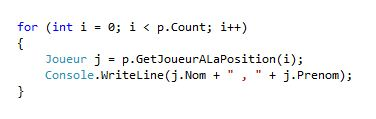 for (int i = 0; i < p.Count; i++)
{
    Joueur j = p.GetJoueurALaPosition(i);
    Console.WriteLine(j.Nom + " , " + j.Prenom);
}